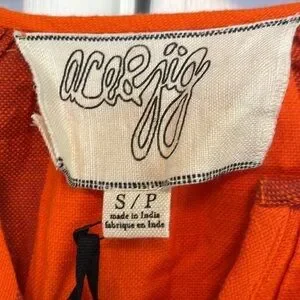 ace&jig
S/P
made in India
fabriqué en Inde